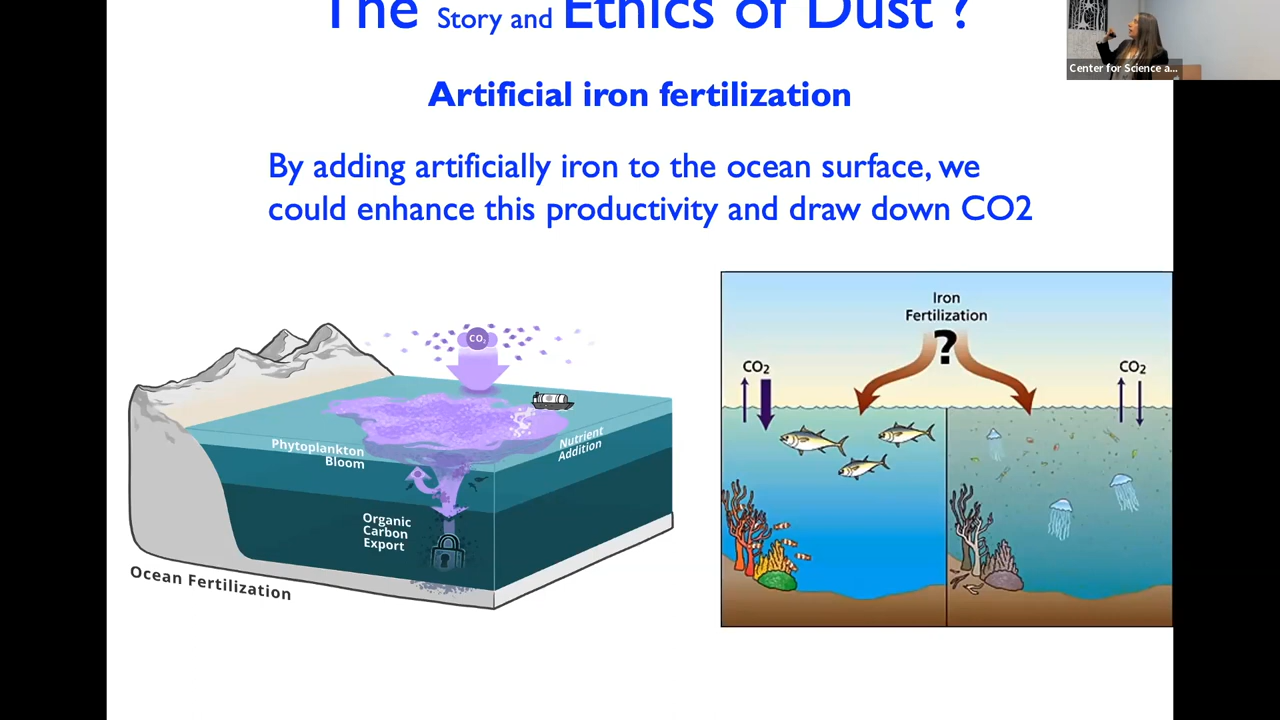 The Story and Ethics of Dust ?
Center for Science a...
Artificial iron fertilization
By adding artificially iron to the ocean surface, we
could enhance this productivity and draw down CO2
CO₂
Phytoplankton
Bloom
Nutrient
Addition
Organic
Carbon
Export
Ocean Fertilization
Iron
Fertilization
?
CO₂
CO₂